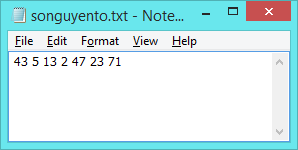 songuyento.txt - Note...
File Edit Format View Help
43 5 13 2 47 23 71